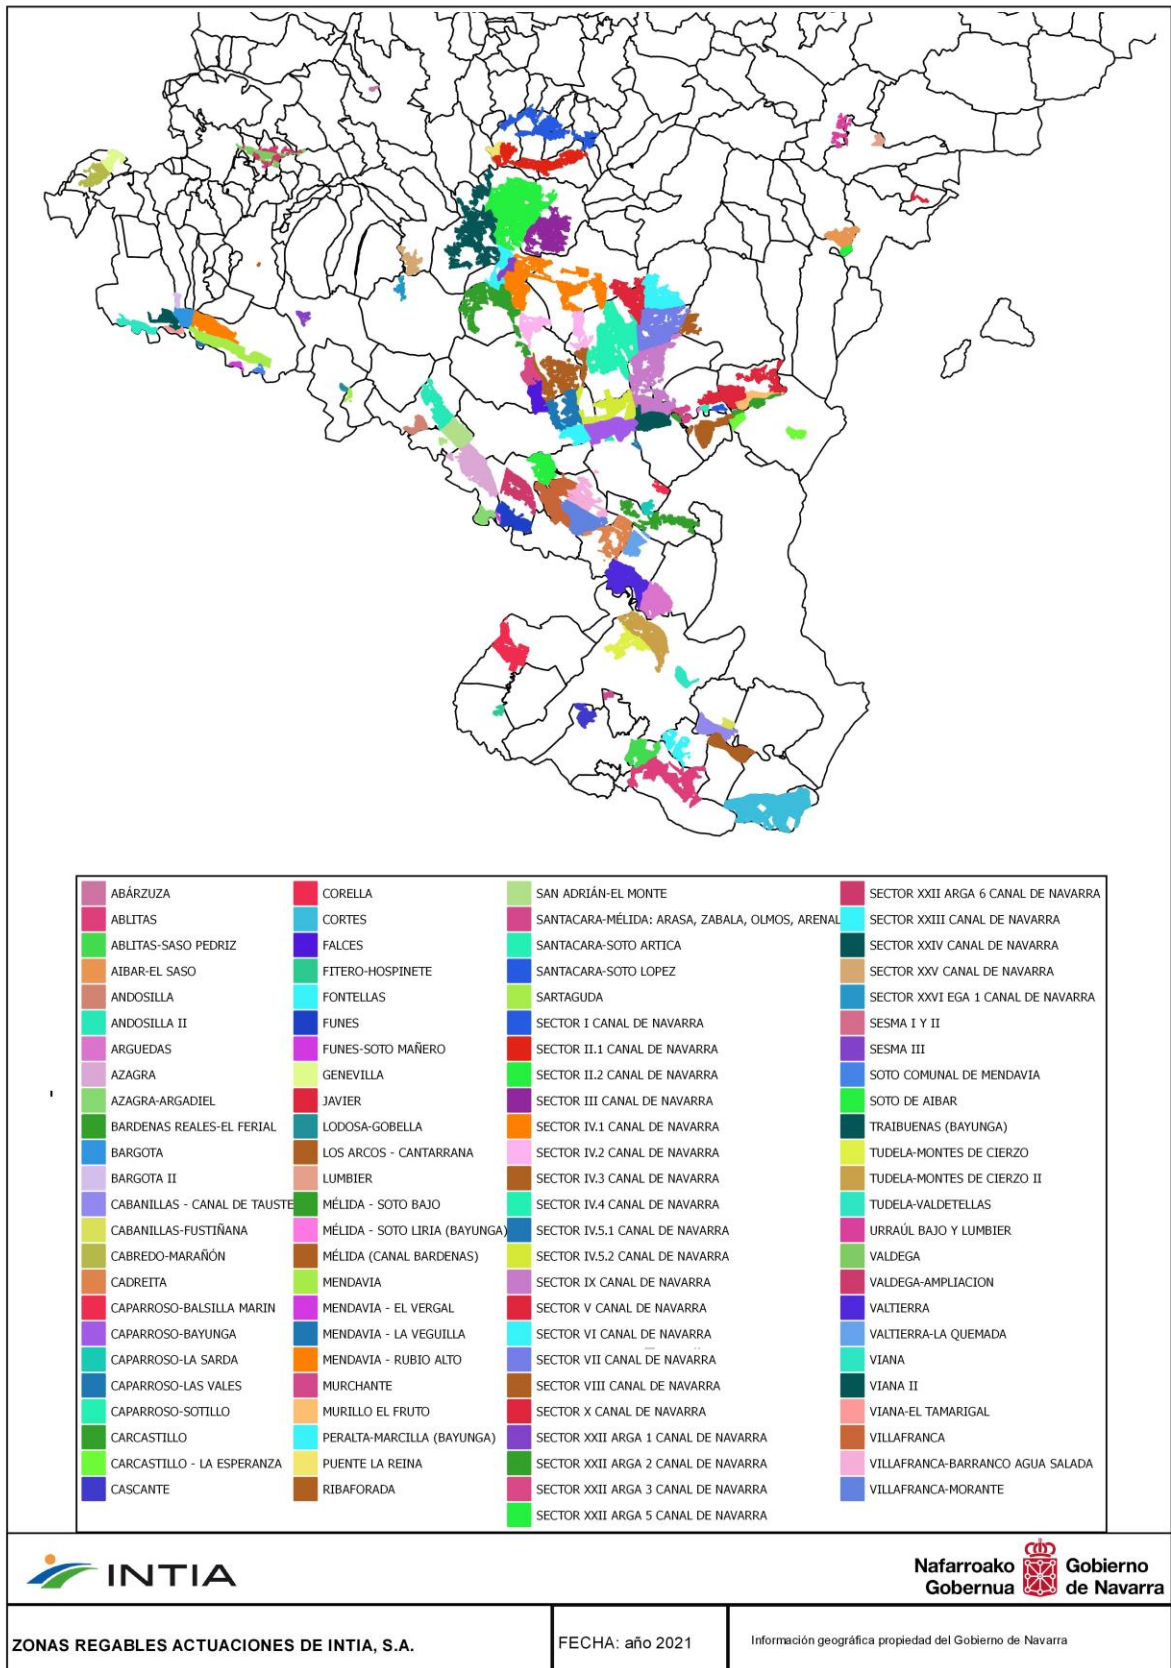 ABÁRZUZA
ABLITAS
ABLITAS-SASO PEDRIZ
AIBAR-EL SASO
ANDOSILLA
ANDOSILLA II
ARGUEDAS
AZAGRA
AZAGRA-ARGADIEL
BARDENAS REALES-EL FERIAL
BARGOTA
BARGOTA II
CABANILLAS - CANAL DE TAUSTE
CABANILLAS-FUSTIÑANA
CABREDO-MARAÑÓN
CADREITA
CAPARROSO-BALSILLA MARIN
CAPARROSO-BAYUNGA
CAPARROSO-LA SARDA
CAPARROSO-LAS VALES
CAPARROSO-SOTILLO
CARCASTILLO
CARCASTILLO - LA ESPERANZA
CASCANTE
CORELLA
CORTES
FALCES
FITERO-HOSPINETE
FONTELLAS
FUNES
FUNES-SOTO MAÑERO
GENEVILLA
JAVIER
LODOSA-GOBELLA
LOS ARCOS - CANTARRANA
LUMBIER
MÉLIDA - SOTO BAJO
MÉLIDA - SOTO LIRIA (BAYUNGA)
MÉLIDA (CANAL BARDENAS)
MENDAVIA
MENDAVIA - EL VERGAL
MENDAVIA - LA VEGUILLA
MENDAVIA - RUBIO ALTO
MURCHANTE
MURILLO EL FRUTO
PERALTA-MARCILLA (BAYUNGA)
PUENTE LA REINA
RIBAFORADA
SAN ADRIÁN-EL MONTE
SANTACARA-MÉLIDA: ARASA, ZABALA, OLMOS, ARENAL
SANTACARA-SOTO ARTICA
SANTACARA-SOTO LOPEZ
SARTAGUDA
SECTOR I CANAL DE NAVARRA
SECTOR II.1 CANAL DE NAVARRA
SECTOR II.2 CANAL DE NAVARRA
SECTOR III CANAL DE NAVARRA
SECTOR IV.1 CANAL DE NAVARRA
SECTOR IV.2 CANAL DE NAVARRA
SECTOR IV.3 CANAL DE NAVARRA
SECTOR IV.4 CANAL DE NAVARRA
SECTOR IV.5.1 CANAL DE NAVARRA
SECTOR IV.5.2 CANAL DE NAVARRA
SECTOR IX CANAL DE NAVARRA
SECTOR V CANAL DE NAVARRA
SECTOR VI CANAL DE NAVARRA
SECTOR VII CANAL DE NAVARRA
SECTOR VIII CANAL DE NAVARRA
SECTOR X CANAL DE NAVARRA
SECTOR XXII ARGA 1 CANAL DE NAVARRA
SECTOR XXII ARGA 2 CANAL DE NAVARRA
SECTOR XXII ARGA 3 CANAL DE NAVARRA
SECTOR XXII ARGA 5 CANAL DE NAVARRA
SECTOR XXII ARGA 6 CANAL DE NAVARRA
SECTOR XXIII CANAL DE NAVARRA
SECTOR XXIV CANAL DE NAVARRA
SECTOR XXV CANAL DE NAVARRA
SECTOR XXVI EGA 1 CANAL DE NAVARRA
SESMA I Y II
SESMA III
SOTO COMUNAL DE MENDAVIA
SOTO DE AIBAR
TRAIBUENAS (BAYUNGA)
TUDELA-MONTES DE CIERZO
TUDELA-MONTES DE CIERZO II
TUDELA-VALDETELLAS
URRAÚL BAJO Y LUMBIER
VALDEGA
VALDEGA-AMPLIACION
VALTIERRA
VALTIERRA-LA QUEMADA
VIANA
VIANA II
VIANA-EL TAMARIGAL
VILLAFRANCA
VILLAFRANCA-BARRANCO AGUA SALADA
VILLAFRANCA-MORANTE
INTIA
Nafarroako
Gobernua
Gobierno
de Navarra
ZONAS REGABLES ACTUACIONES DE INTIA, S.A.
FECHA: año 2021
Información geográfica propiedad del Gobierno de Navarra